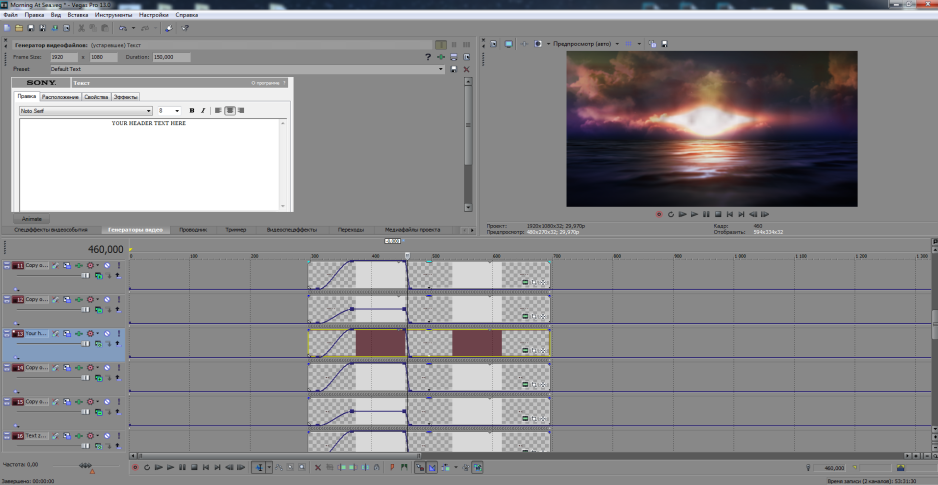 Morning At Sea.veg * - Vegas Pro 13.0
Файл Правка Вид Вставка Инструменты Настройки Справка
Генератор видеофайлов: (устаревшее) Текст
Frame Size: 1920 x 1080 Duration: 150,000
Preset: Default Text
SONY. Текст О программе ?
Правка Расположение Свойства Эффекты
Noto Serif 8 B I
YOUR HEADER TEXT HERE
Animate
Спецэффекты видеособытия Генераторы видео Проводник Триммер Видеоспецэффекты Переходы Медиафайлы проекта
Предпросмотр (авто)
Проект: 1920x1080x32; 29,970p Кадр: 460
Предпросмотр: 480x270x32; 29,970p Отобразить: 594x334x32
460,000
0 100 200 300 400 500 600 700 800 900 1 000 1 100 1 200 1 300
11 Copy o...
12 Copy o...
13 Your h...
14 Copy o...
15 Copy o...
16 Text z...
Частота: 0,00
460,000
Завершено: 00:00:00 Время записи (2 каналов): 53:21:30